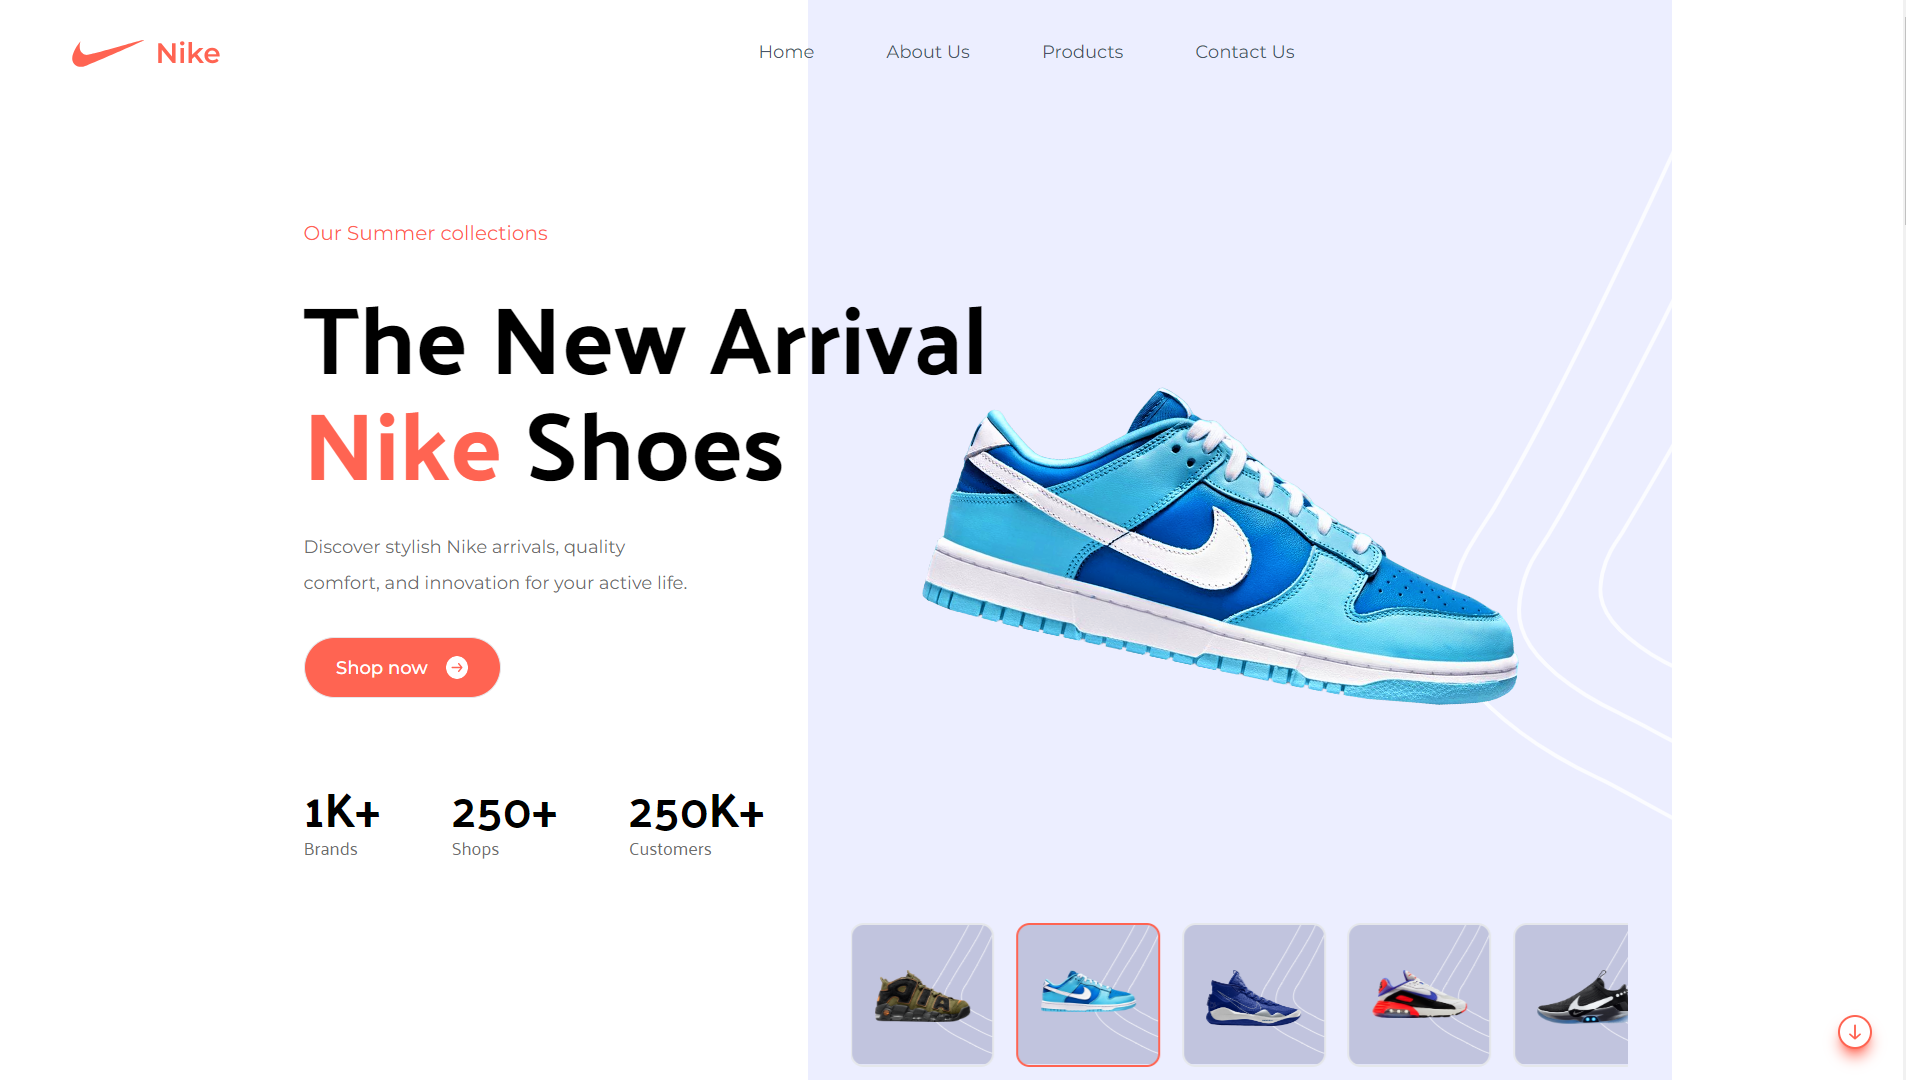 Nike
Home
About Us
Products
Contact Us
Our Summer collections
The New Arrival
Nike Shoes
Discover stylish Nike arrivals, quality
comfort, and innovation for your active life.
Shop now
1K+
Brands
250+
Shops
250K+
Customers